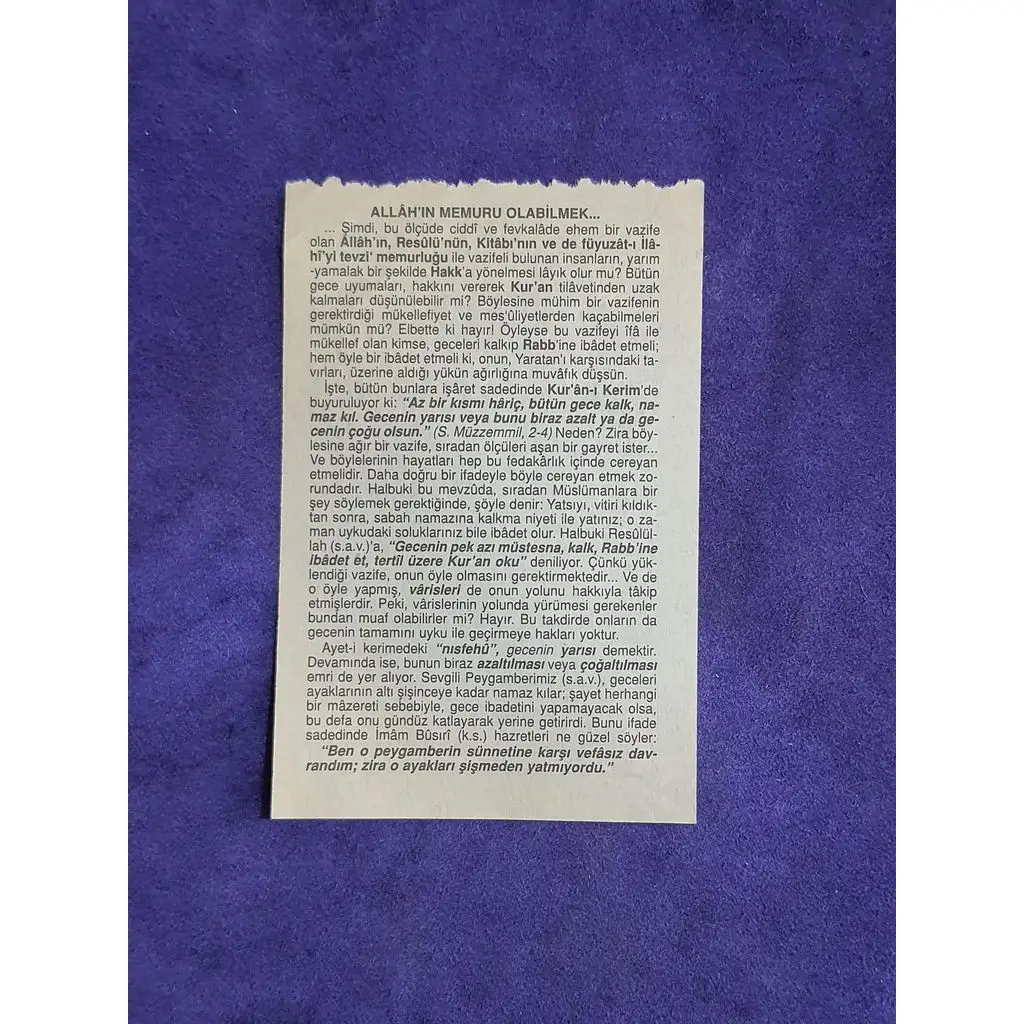 ALLÂH'IN MEMURU OLABİLMEK...
... Şimdi, bu ölçüde ciddî ve fevkalâde ehem bir vazife
olan Allâh'ın, Resûlü'nün, Kitâbı'nın ve de füyuzât-ı İlâ-
hî'yi tevzi' memurluğu ile vazifeli bulunan insanların, yarım
-yamalak bir şekilde Hakk'a yönelmesi lâyık olur mu? Bütün
gece uyumaları, hakkını vererek Kur'an tilâvetinden uzak
kalmaları düşünülebilir mi? Böylesine mühim bir vazifenin
gerektirdiği mükellefiyet ve mes'ûliyetlerden kaçabilmeleri
mümkün mü? Elbette ki hayır! Öyleyse bu vazifeyi îfâ ile
mükellef olan kimse, geceleri kalkıp Rabb'ine ibâdet etmeli;
hem öyle bir ibâdet etmeli ki, onun, Yaratan'ı karşısındaki ta-
vırları, üzerine aldığı yükün ağırlığına muvâfık düşsün.
İşte, bütün bunlara işâret sadedinde Kur'ân-ı Kerim'de
buyuruluyor ki: "Az bir kısmı hâriç, bütün gece kalk, na-
maz kıl. Gecenin yarısı veya bunu biraz azalt ya da ge-
cenin çoğu olsun." (S. Müzzemmil, 2-4) Neden? Zira böy-
lesine ağır bir vazife, sıradan ölçüleri aşan bir gayret ister...
Ve böylelerinin hayatları hep bu fedakârlık içinde cereyan
etmelidir. Daha doğru bir ifadeyle böyle cereyan etmek zo-
rundadır. Halbuki bu mevzûda, sıradan Müslümanlara bir
şey söylemek gerektiğinde, şöyle denir: Yatsıyı, vitiri kıldık-
tan sonra, sabah namazına kalkma niyeti ile yatınız; o za-
man uykudaki soluklarınız bile ibâdet olur. Halbuki Resûlül-
lah (s.a.v.)'a, "Gecenin pek azı müstesna, kalk, Rabb'ine
ibâdet et, tertîl üzere Kur'an oku" deniliyor. Çünkü yük-
lendiği vazife, onun öyle olmasını gerektirmektedir... Ve de
o öyle yapmış, vârisleri de onun yolunu hakkıyla tâkip
etmişlerdir. Peki, vârislerinin yolunda yürümesi gerekenler
bundan muaf olabilirler mi? Hayır. Bu takdirde onların da
gecenin tamamını uyku ile geçirmeye hakları yoktur.
Ayet-i kerimedeki "nısfehû", gecenin yarısı demektir.
Devamında ise, bunun biraz azaltılması veya çoğaltılması
emri de yer alıyor. Sevgili Peygamberimiz (s.a.v.), geceleri
ayaklarının altı şişinceye kadar namaz kılar; şayet herhangi
bir mâzereti sebebiyle, gece ibadetini yapamayacak olsa,
bu defa onu gündüz katlayarak yerine getirirdi. Bunu ifade
sadedinde İmâm Bûsırî (k.s.) hazretleri ne güzel söyler:
"Ben o peygamberin sünnetine karşı vefâsız dav-
randım; zira o ayakları şişmeden yatmıyordu."